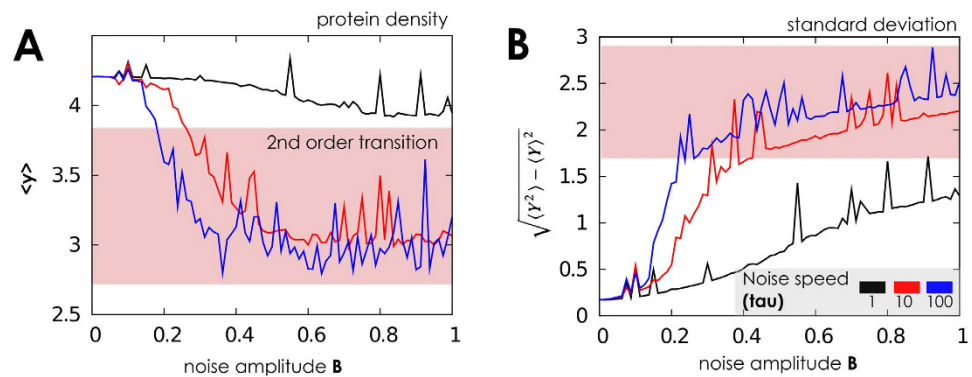 A
protein density
<y>
4
3.5
3
2.5
2nd order transition
0
0.2
0.4
0.6
0.8
1
noise amplitude B
B
standard deviation
√⟨Y²⟩ − ⟨Y⟩²
3
2.5
2
1.5
1
0.5
0
Noise speed
(tau)
1
10
100
0
0.2
0.4
0.6
0.8
1
noise amplitude B